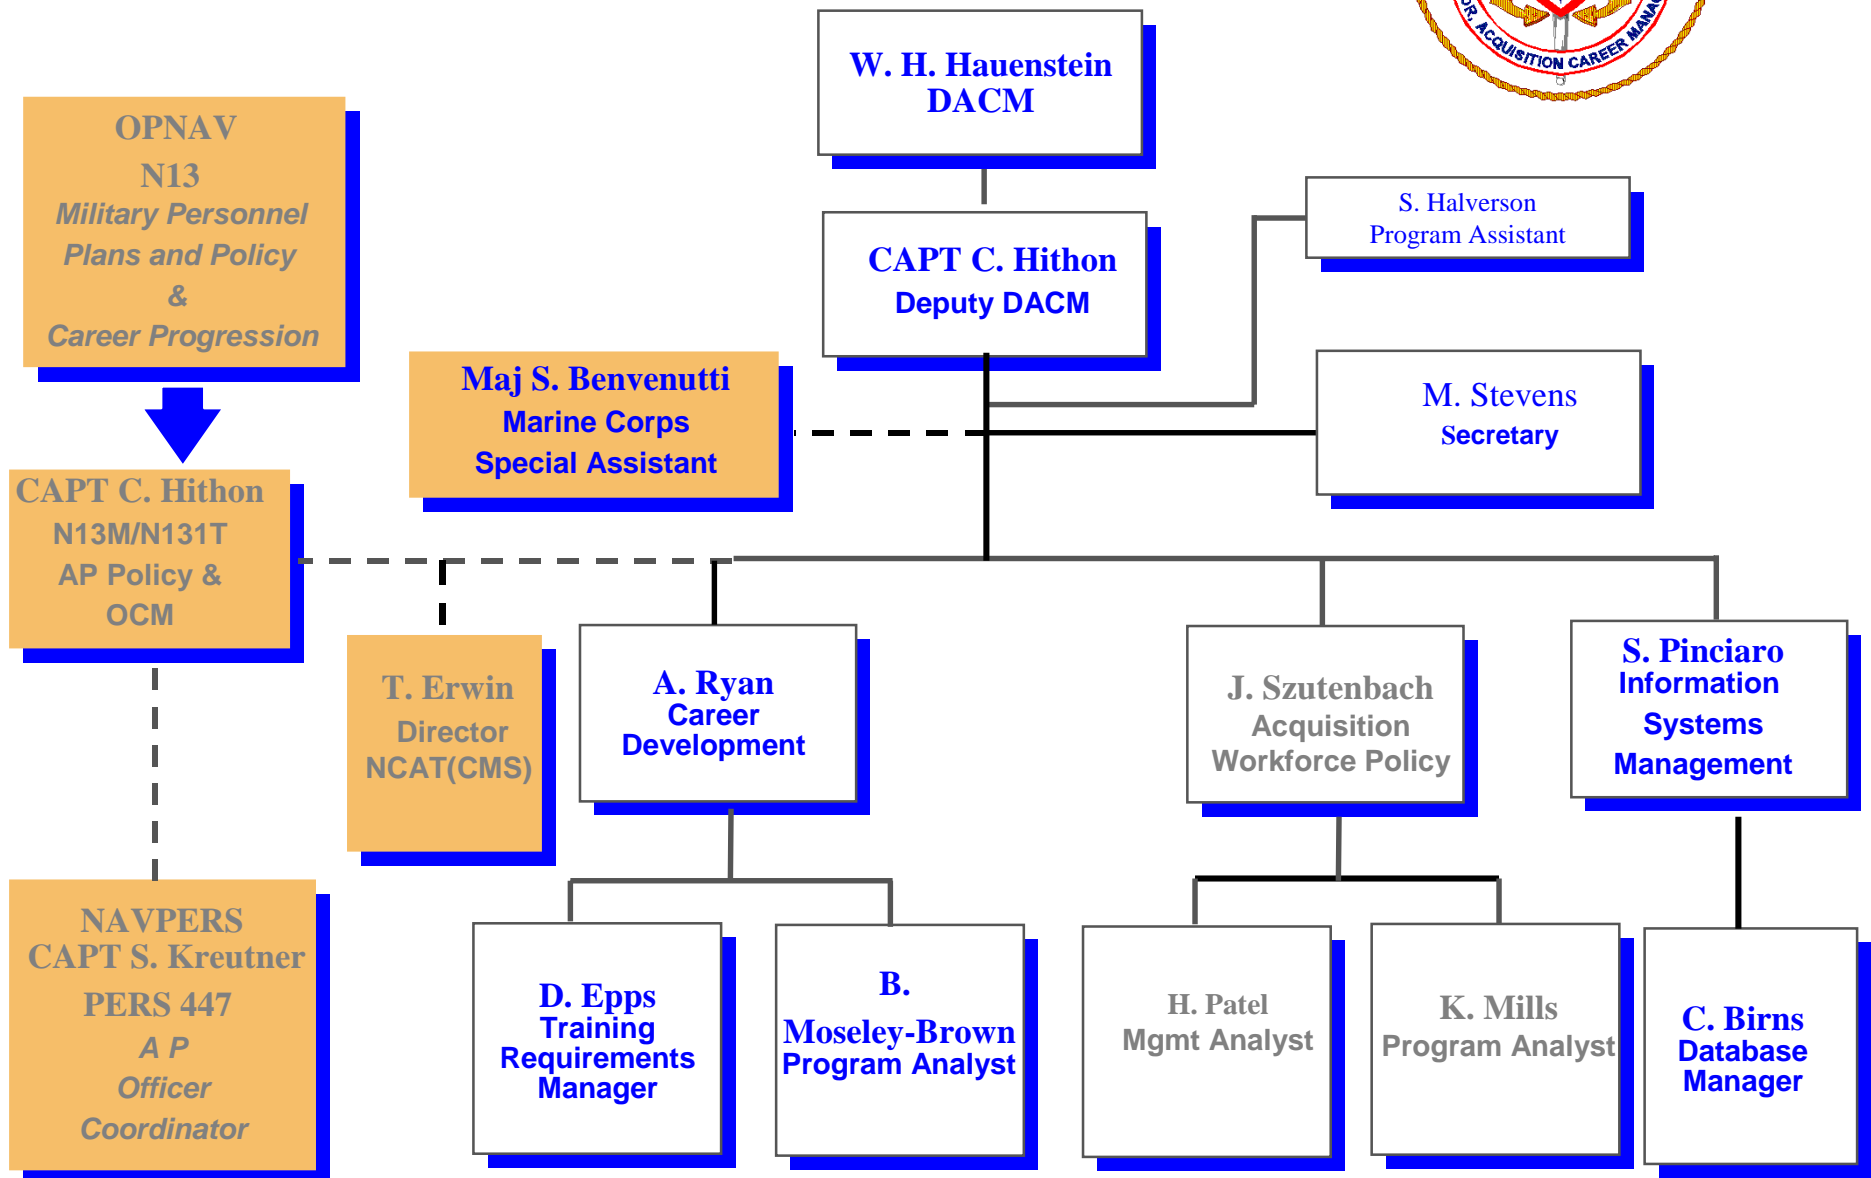 OR, ACQUISITION CAREER
W. H. Hauenstein
DACM
OPNAV
N13
Military Personnel
Plans and Policy
&
Career Progression
S. Halverson
Program Assistant
CAPT C. Hithon
Deputy DACM
Maj S. Benvenutti
Marine Corps
Special Assistant
M. Stevens
Secretary
CAPT C. Hithon
N13M/N131T
AP Policy &
OCM
T. Erwin
Director
NCAT(CMS)
A. Ryan
Career
Development
J. Szutenbach
Acquisition
Workforce Policy
S. Pinciaro
Information
Systems
Management
NAVPERS
CAPT S. Kreutner
PERS 447
A P
Officer
Coordinator
D. Epps
Training
Requirements
Manager
B.
Moseley-Brown
Program Analyst
H. Patel
Mgmt Analyst
K. Mills
Program Analyst
C. Birns
Database
Manager